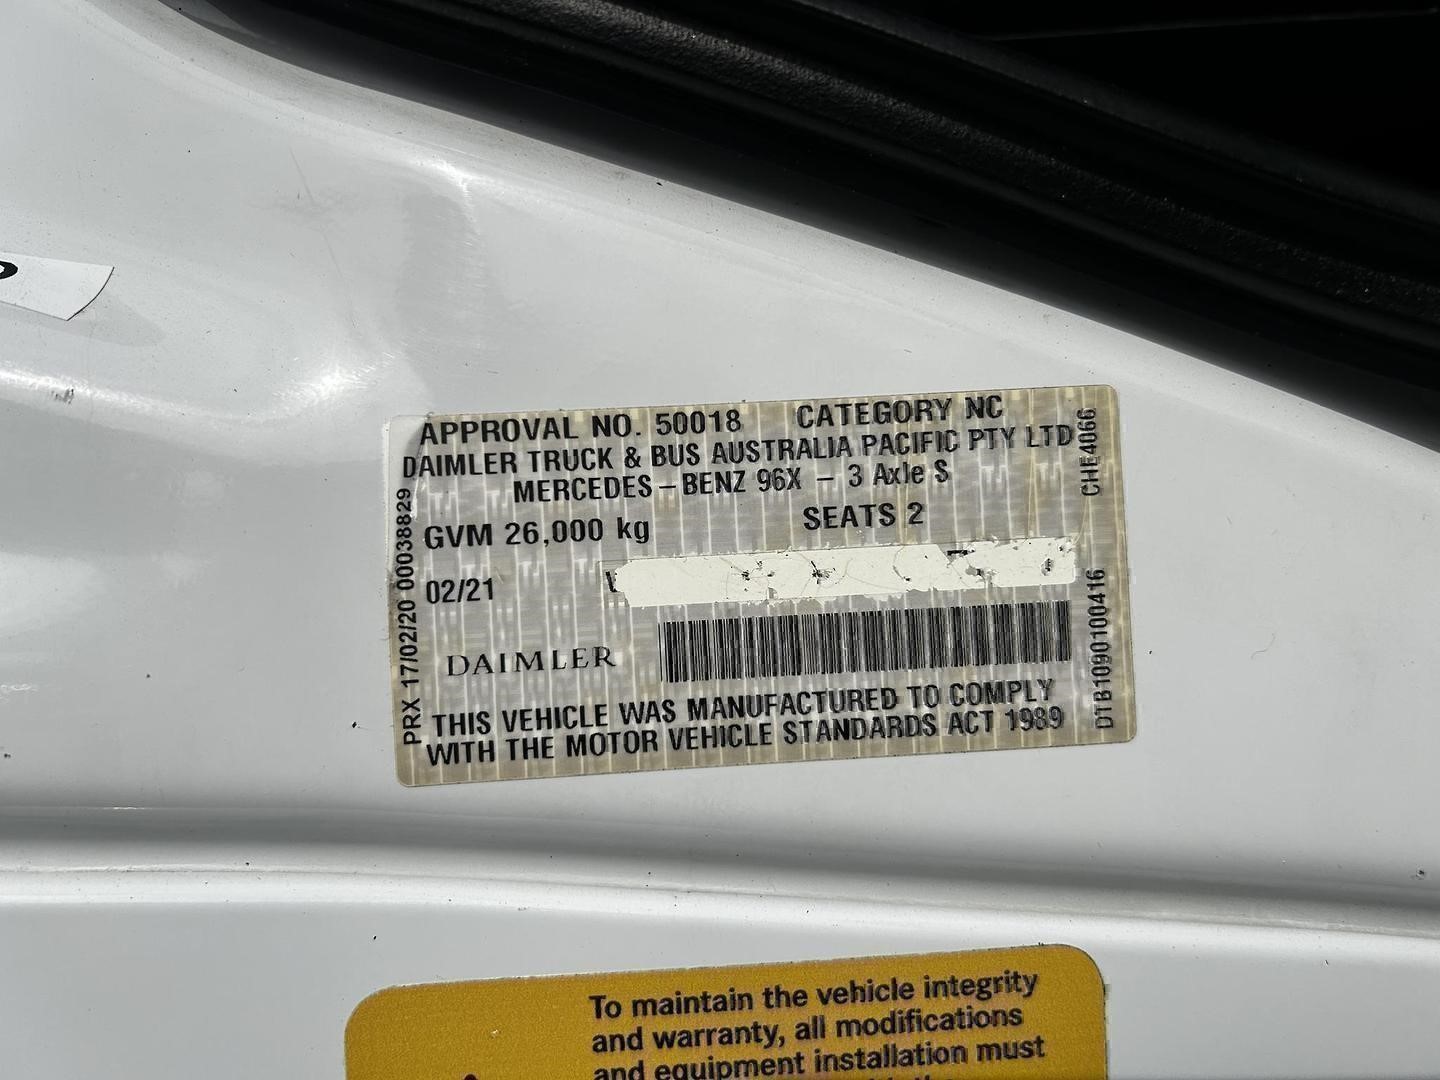 APPROVAL NO. 50018 CATEGORY NC
DAIMLER TRUCK & BUS AUSTRALIA PACIFIC PTY LTD
MERCEDES-BENZ 96X - 3 Axle S
GVM 26,000 kg SEATS 2
02/21
DAIMLER
THIS VEHICLE WAS MANUFACTURED TO COMPLY
WITH THE MOTOR VEHICLE STANDARDS ACT 1989
PRX 17/02/20 00038829
CHE4066
DTB1090100416
To maintain the vehicle integrity
and warranty, all modifications
and equipment installation must